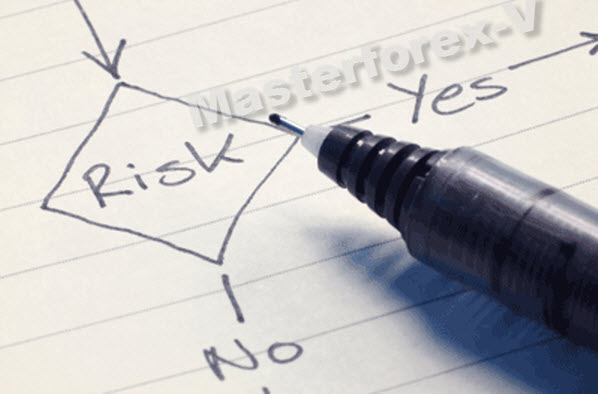 Masterforex-V
Risk
Yes
No